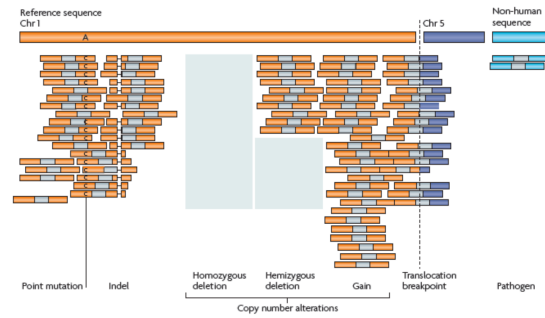 Reference sequence
Chr 1
Chr 5
Non-human
sequence
A
Point mutation
Indel
Homozygous
deletion
Hemizygous
deletion
Gain
Translocation
breakpoint
Pathogen
Copy number alterations